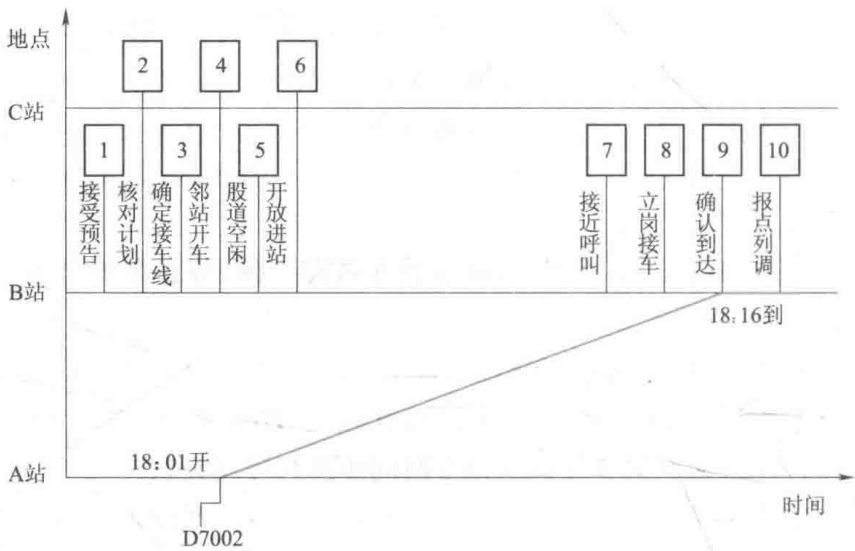 地点
2
4
6
C站
1
3
5
7
8
9
10
接受预告
核对计划
确定接车线
邻站开车
股道空闲
开放进站
接近呼叫
立岗接车
确认到达
报点列调
B站
18:16到
18:01开
A站
时间
D7002